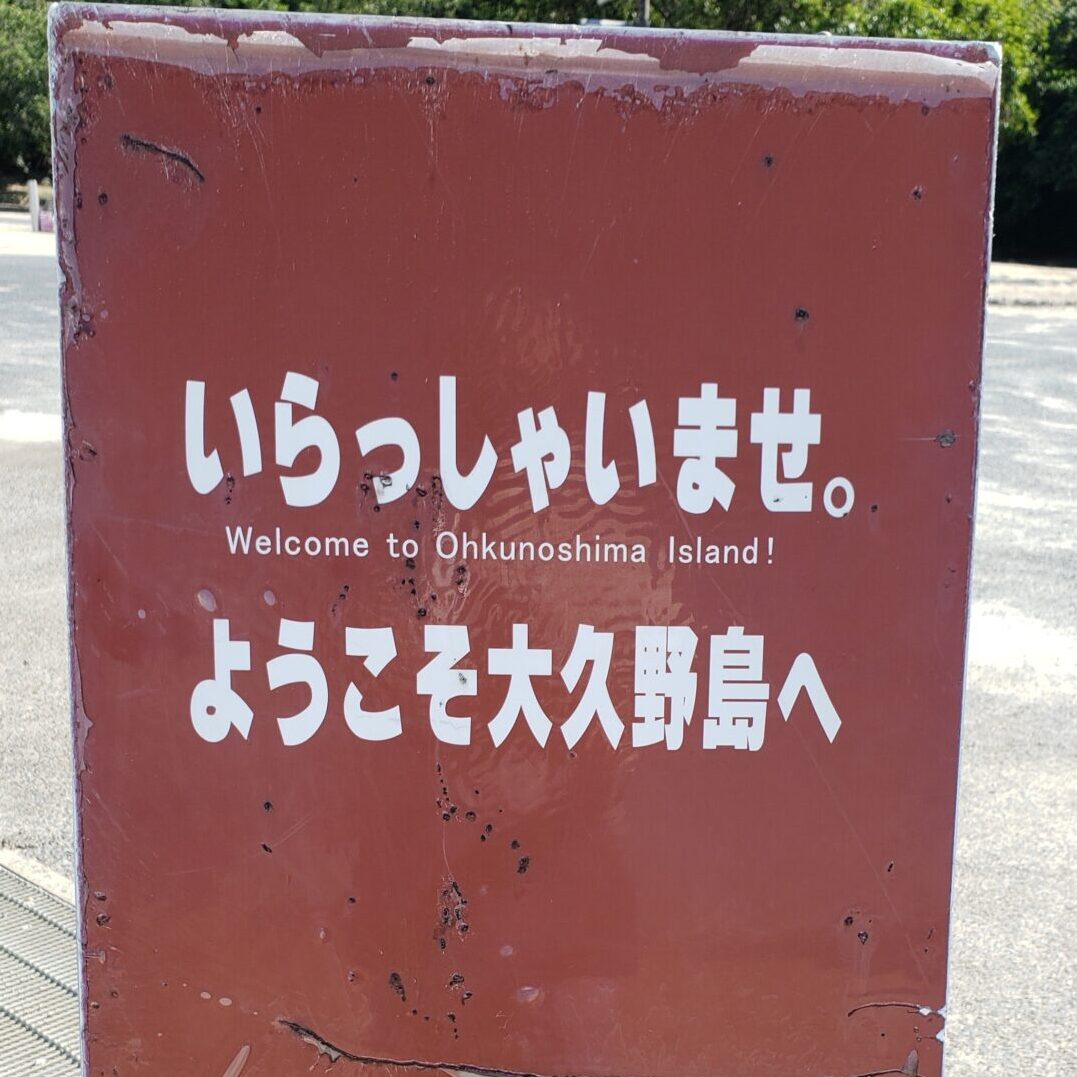 いらっしゃいませ。
Welcome to Ohkunoshima Island!
ようこそ大久野島へ